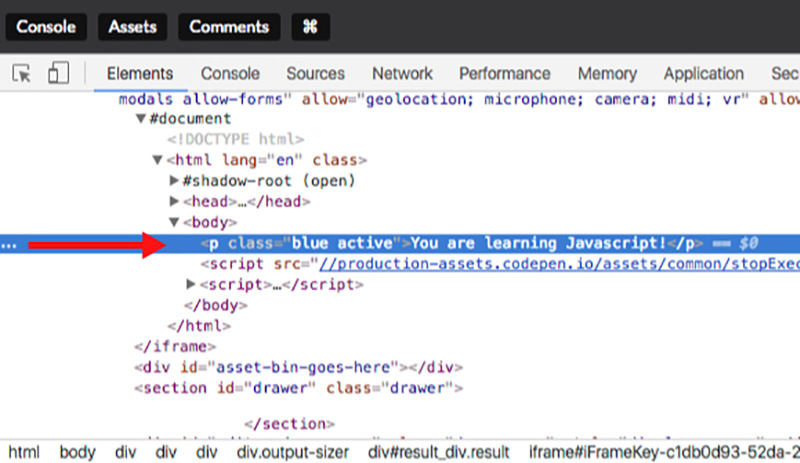 Console Assets Comments ⌘
Elements Console Sources Network Performance Memory Application Sec
modals allow-forms" allow="geolocation; microphone; camera; midi; vr" allow
▼#document
<!DOCTYPE html>
▼<html lang="en" class>
▶#shadow-root (open)
▶<head>…</head>
▼<body>
... <p class="blue active">You are learning Javascript!</p> == $0
<script src="//production-assets.codepen.io/assets/common/stopExec
▶<script>…</script>
</body>
</html>
</iframe>
<div id="asset-bin-goes-here"></div>
<section id="drawer" class="drawer">
</section>
html body div div div div.output-sizer div#result_div.result iframe#iFrameKey-c1db0d93-52da-2